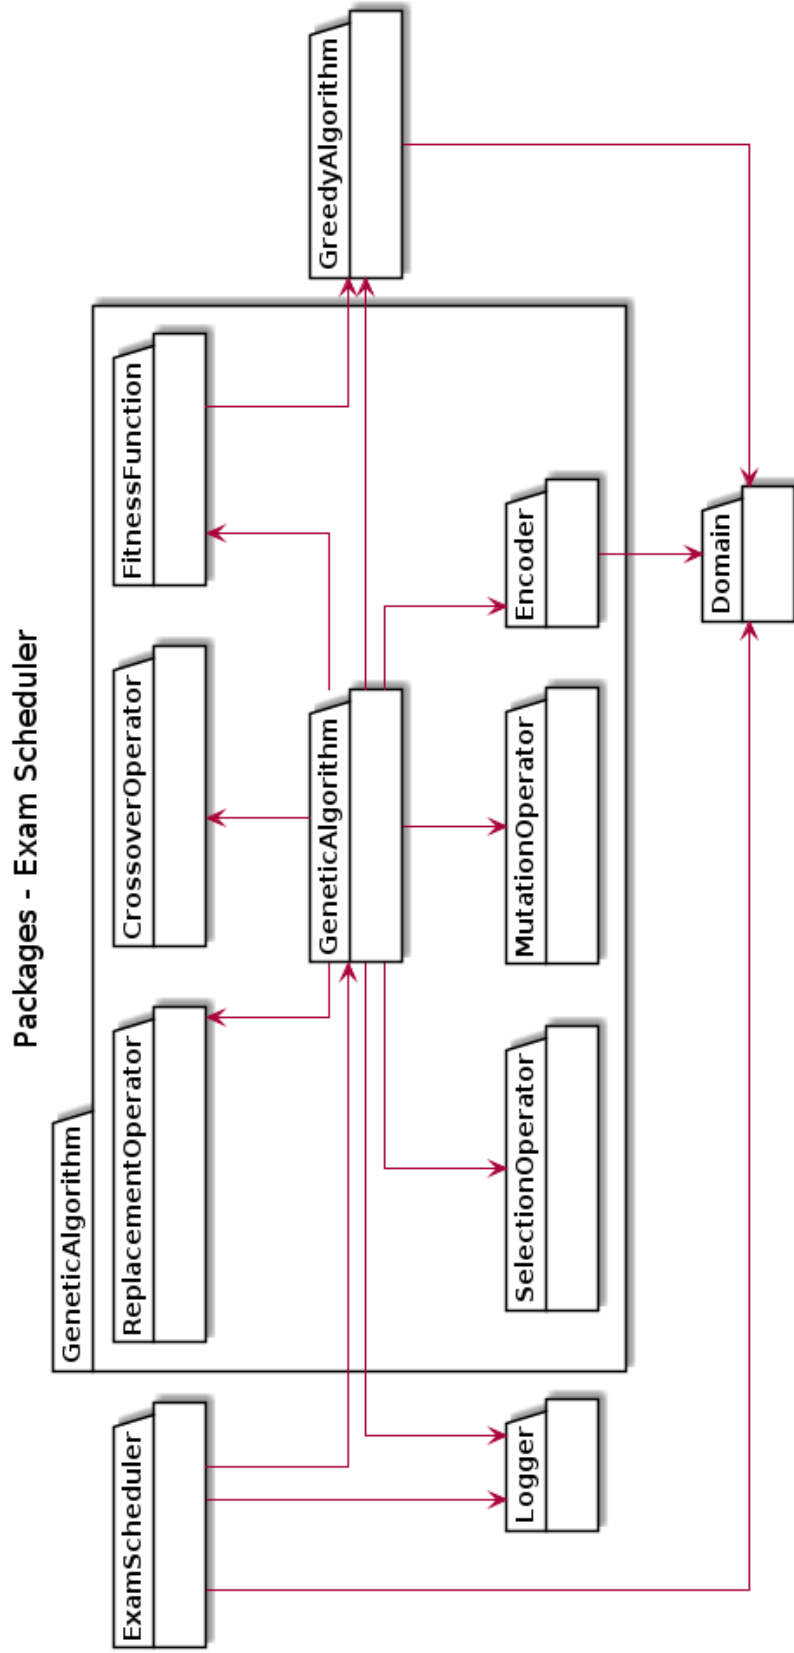 Packages - Exam Scheduler
GeneticAlgorithm
ExamScheduler
ReplacementOperator
CrossoverOperator
FitnessFunction
GeneticAlgorithm
GreedyAlgorithm
Logger
SelectionOperator
MutationOperator
Encoder
Domain